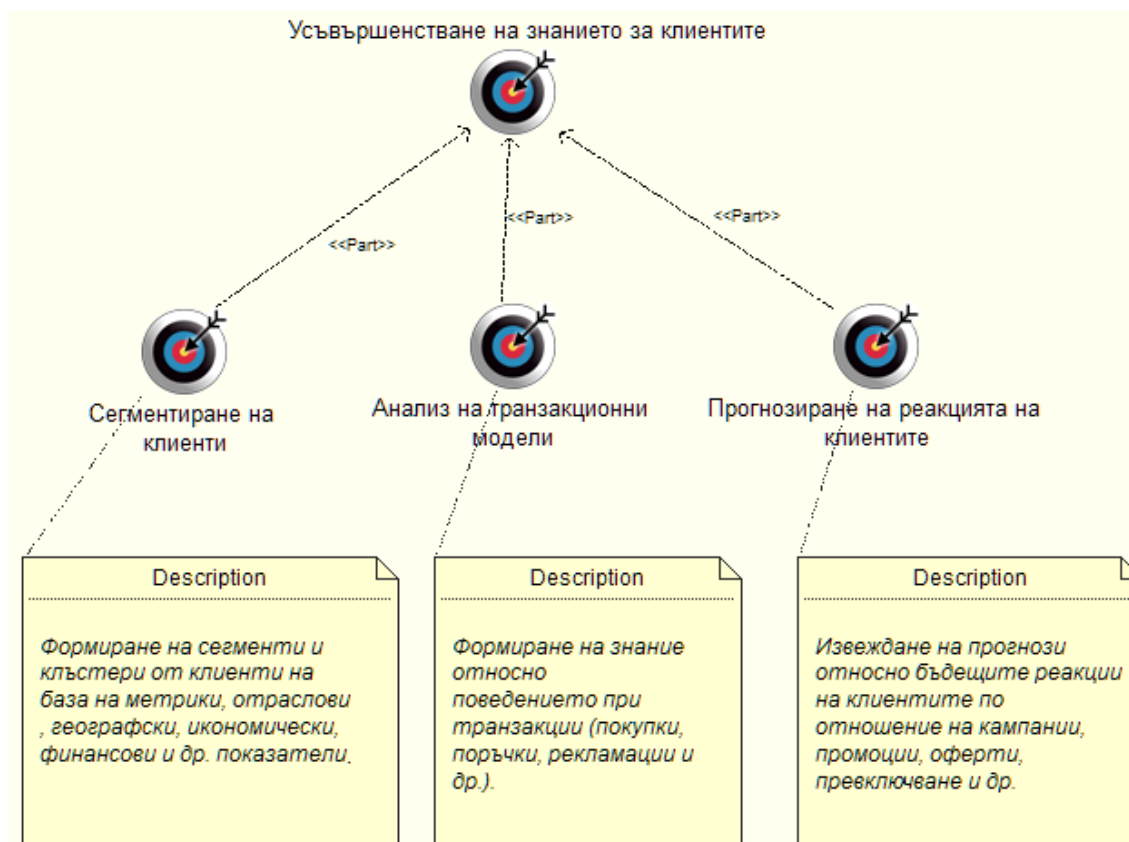 Усъвършенстване на знанието за клиентите
<<Part>>
<<Part>>
<<Part>>
Сегментиране на
клиенти
Анализ на транзакционни
модели
Прогнозиране на реакцията на
клиентите
Description
Формиране на сегменти и
клъстери от клиенти на
база на метрики, отраслови
, географски, икономически,
финансови и др. показатели.
Description
Формиране на знание
относно
поведението при
транзакции (покупки,
поръчки, рекламации и
др.).
Description
Извеждане на прогнози
относно бъдещите реакции
на клиентите по
отношение на кампании,
промоции, оферти,
превключване и др.